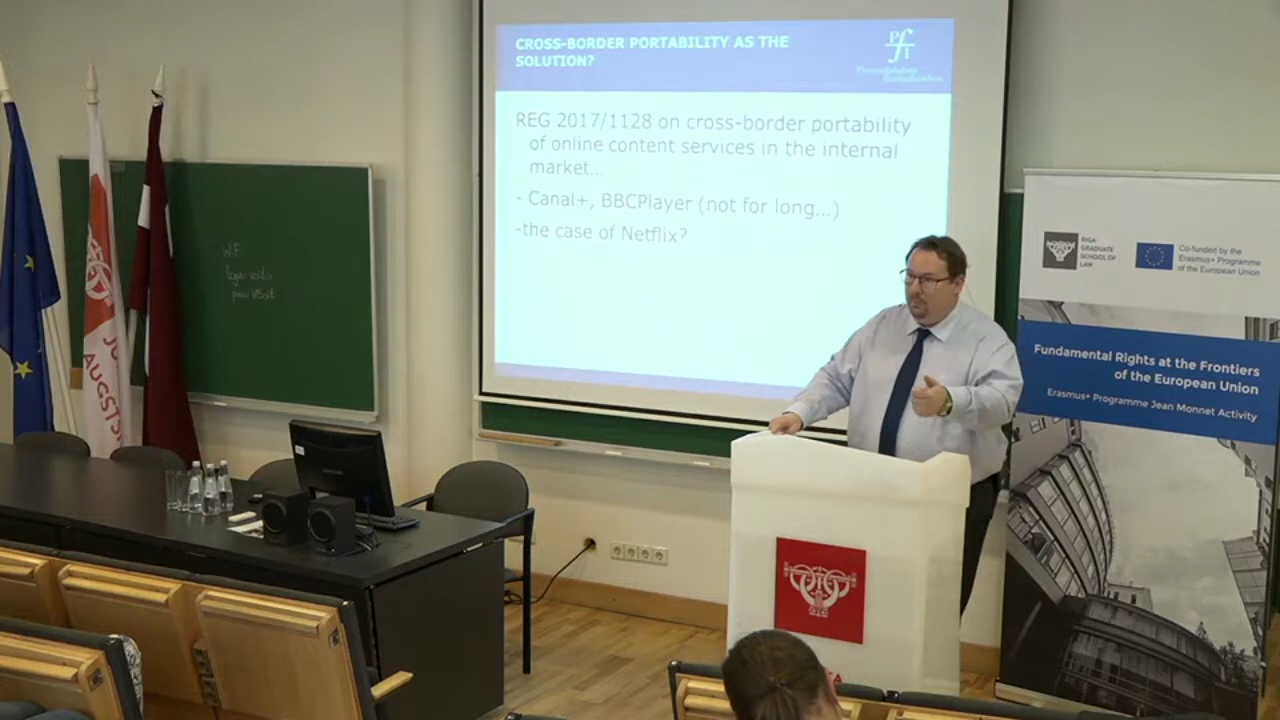 CROSS-BORDER PORTABILITY AS THE
SOLUTION?
Pf
REG 2017/1128 on cross-border portability
of online content services in the internal
market...
- Canal+, BBCPlayer (not for long...)
-the case of Netflix?
RIGA
GRADUATE
SCHOOL OF
LAW
Co-funded by the
Erasmus+ Programme
of the European Union
Fundamental Rights at the Frontiers
of the European Union
Erasmus+ Programme Jean Monnet Activity
AUGSTS